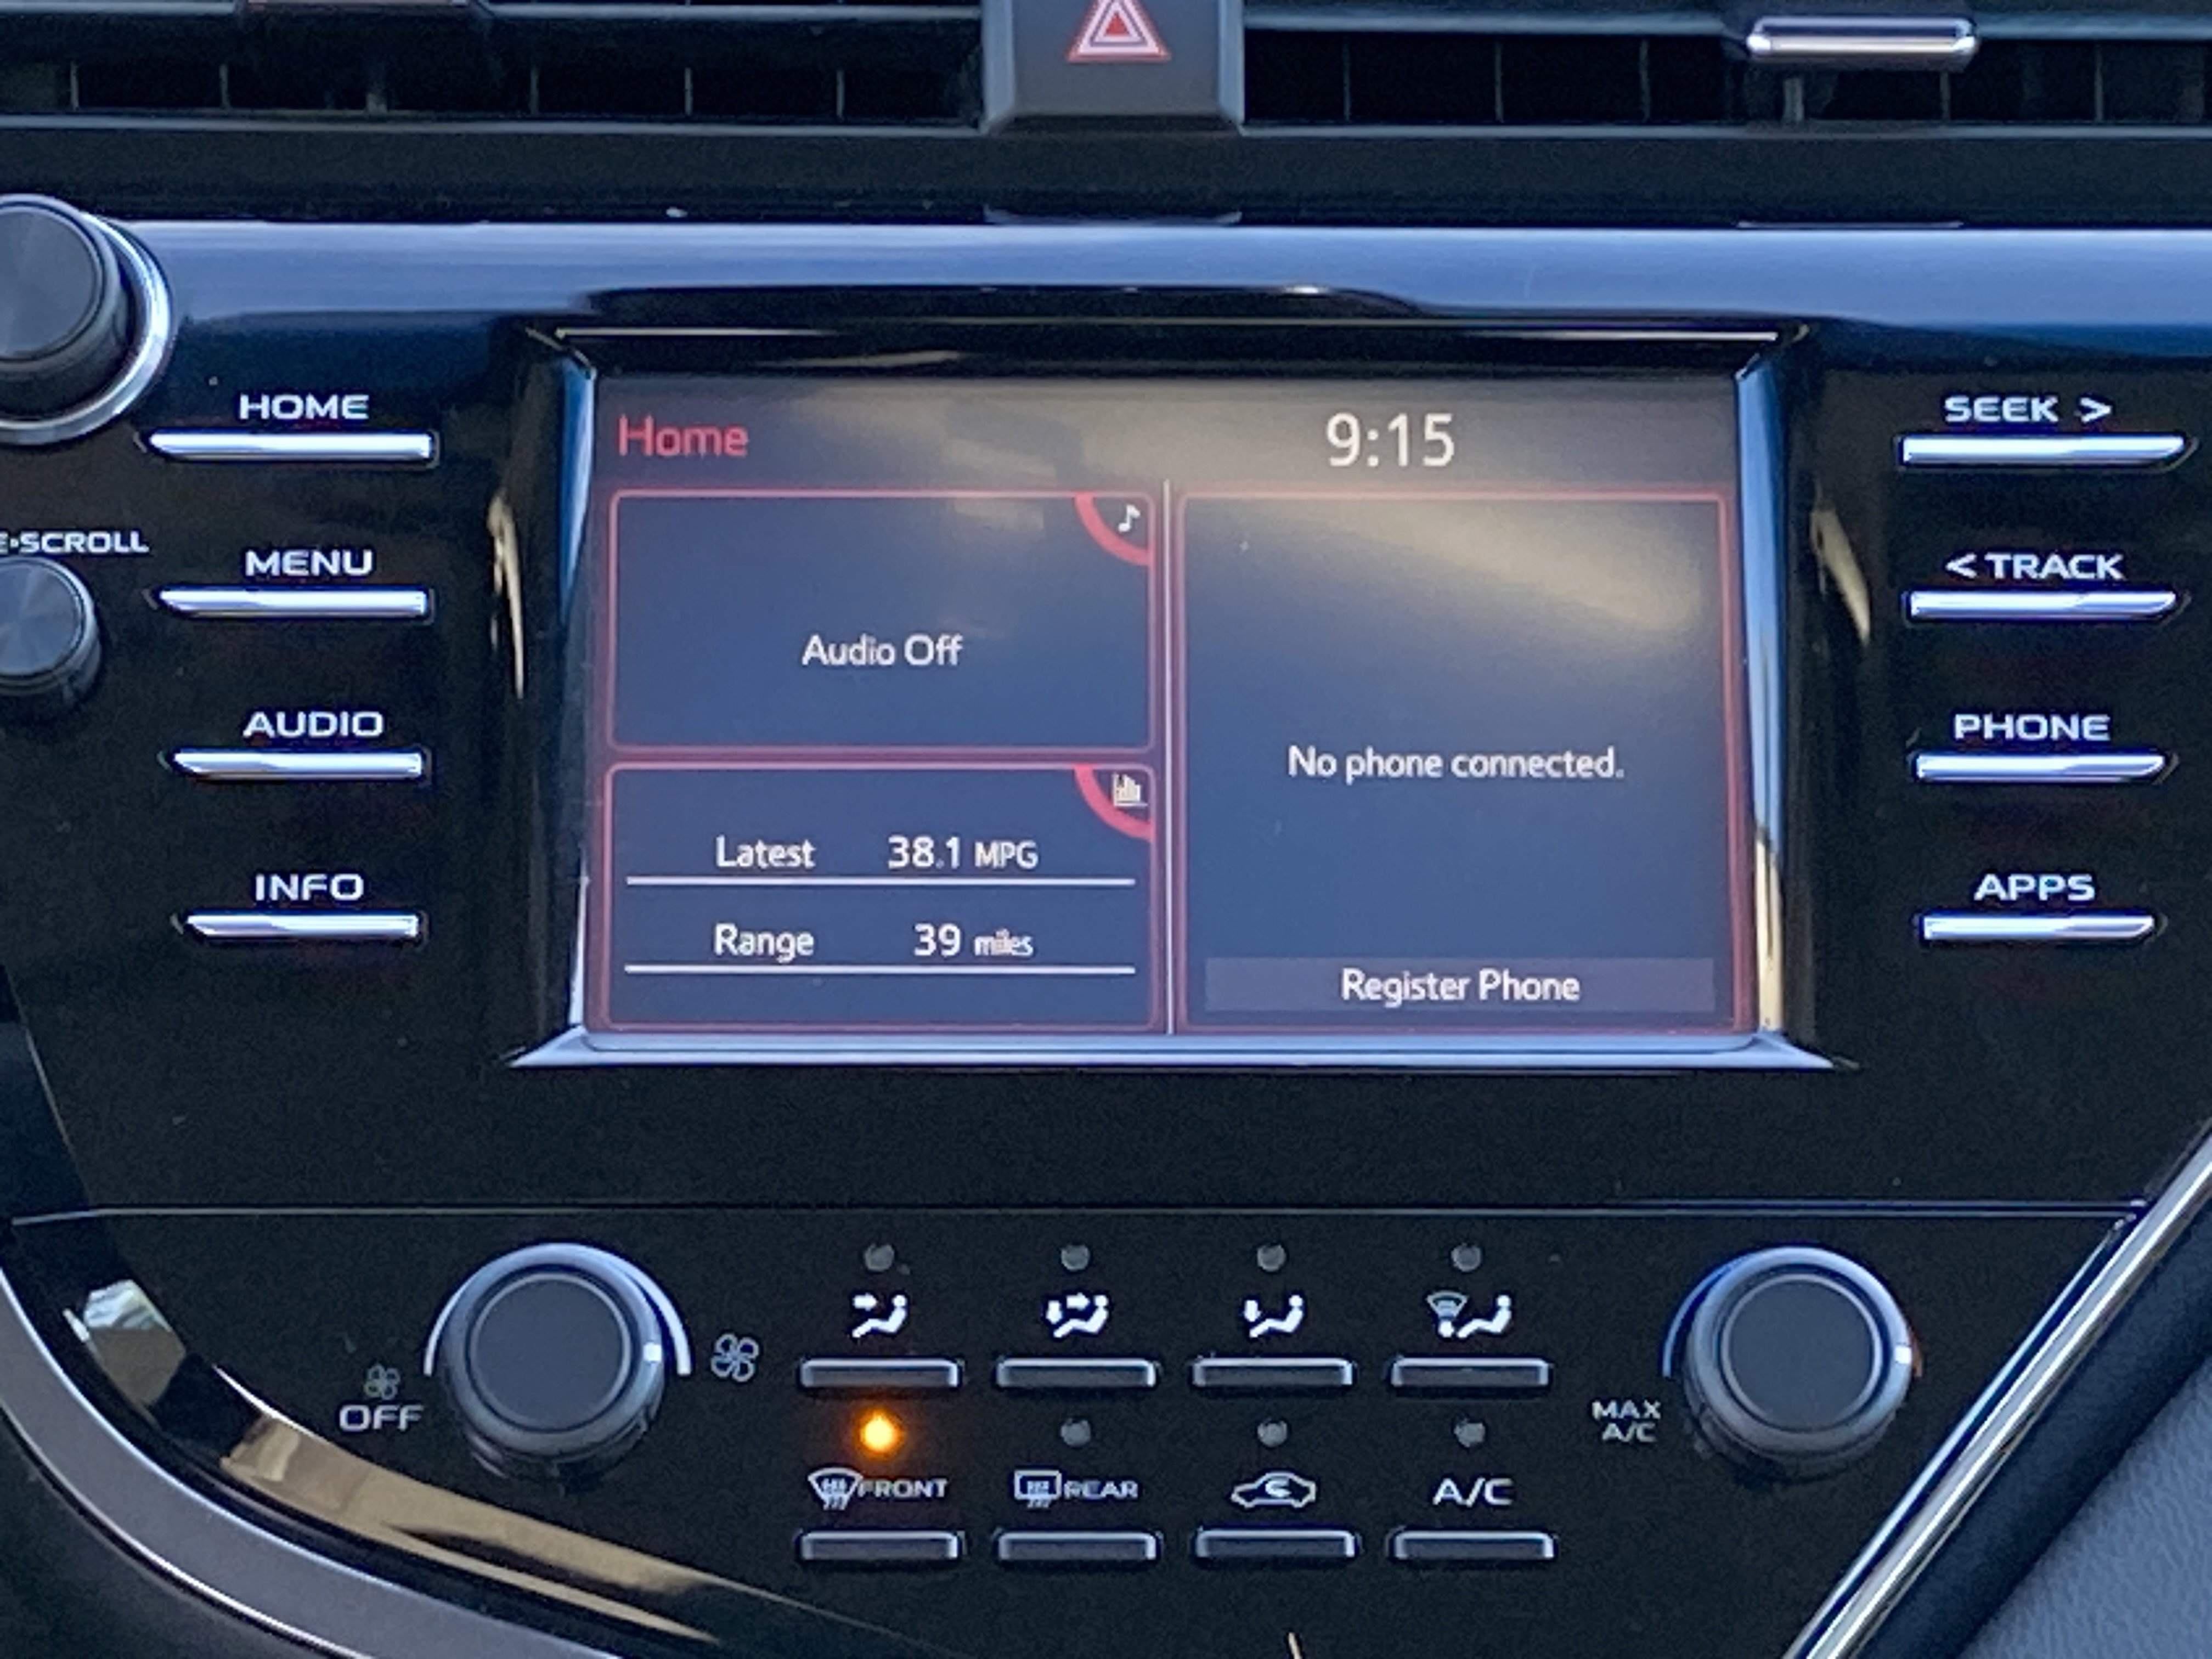 HOME
MENU
AUDIO
INFO
E•SCROLL
Home
9:15
Audio Off
Latest 38.1 MPG
Range 39 miles
No phone connected.
Register Phone
SEEK >
< TRACK
PHONE
APPS
OFF
FRONT
REAR
A/C
MAX
A/C